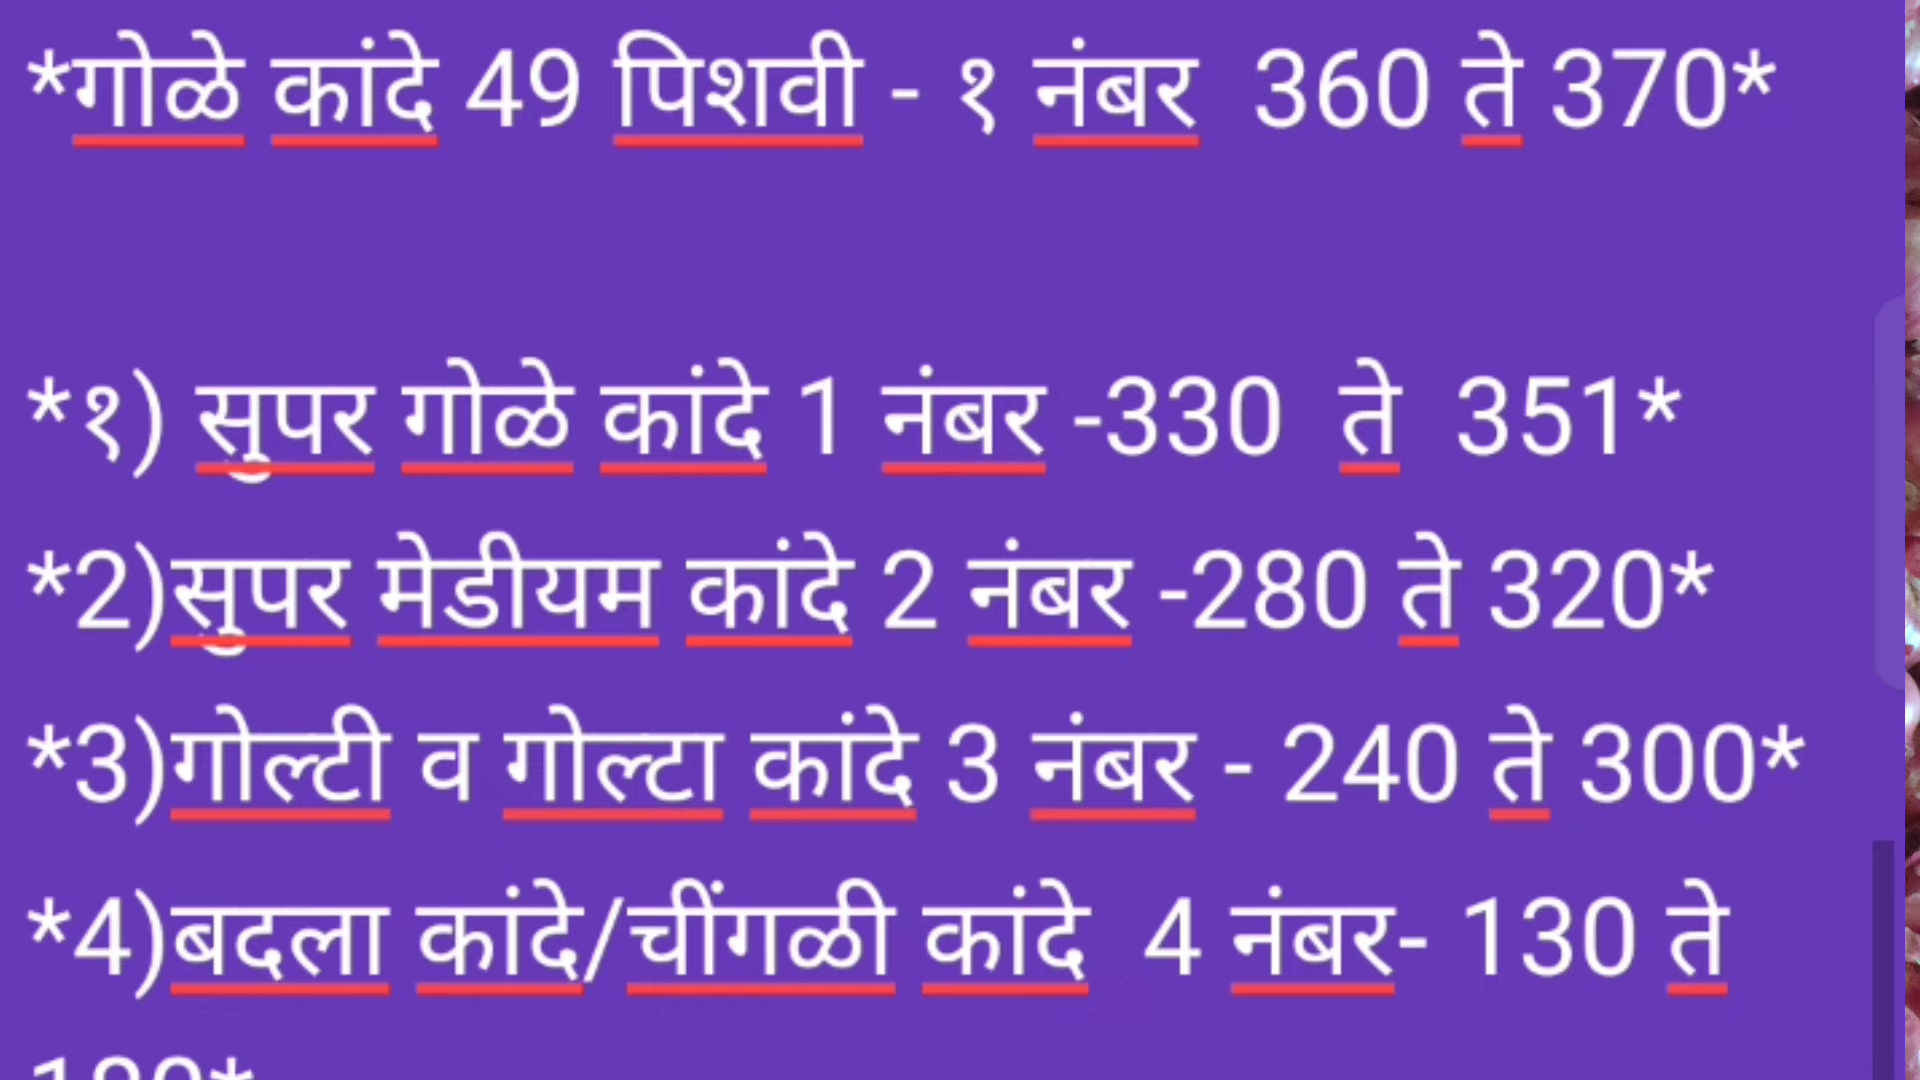 *गोळे कांदे 49 पिशवी - १ नंबर  360 ते 370*
*१) सुपर गोळे कांदे 1 नंबर -330  ते  351*
*2)सुपर मेडीयम कांदे 2 नंबर -280 ते 320*
*3)गोल्टी व गोल्टा कांदे 3 नंबर - 240 ते 300*
*4)बदला कांदे/चींगळी कांदे  4 नंबर- 130 ते